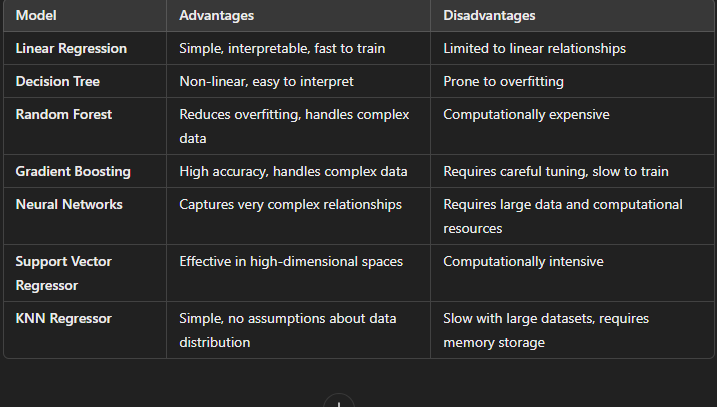 Model Advantages Disadvantages
Linear Regression Simple, interpretable, fast to train Limited to linear relationships
Decision Tree Non-linear, easy to interpret Prone to overfitting
Random Forest Reduces overfitting, handles complex Computationally expensive
data
Gradient Boosting High accuracy, handles complex data Requires careful tuning, slow to train
Neural Networks Captures very complex relationships Requires large data and computational
resources
Support Vector Effective in high-dimensional spaces Computationally intensive
Regressor
KNN Regressor Simple, no assumptions about data Slow with large datasets, requires
distribution memory storage